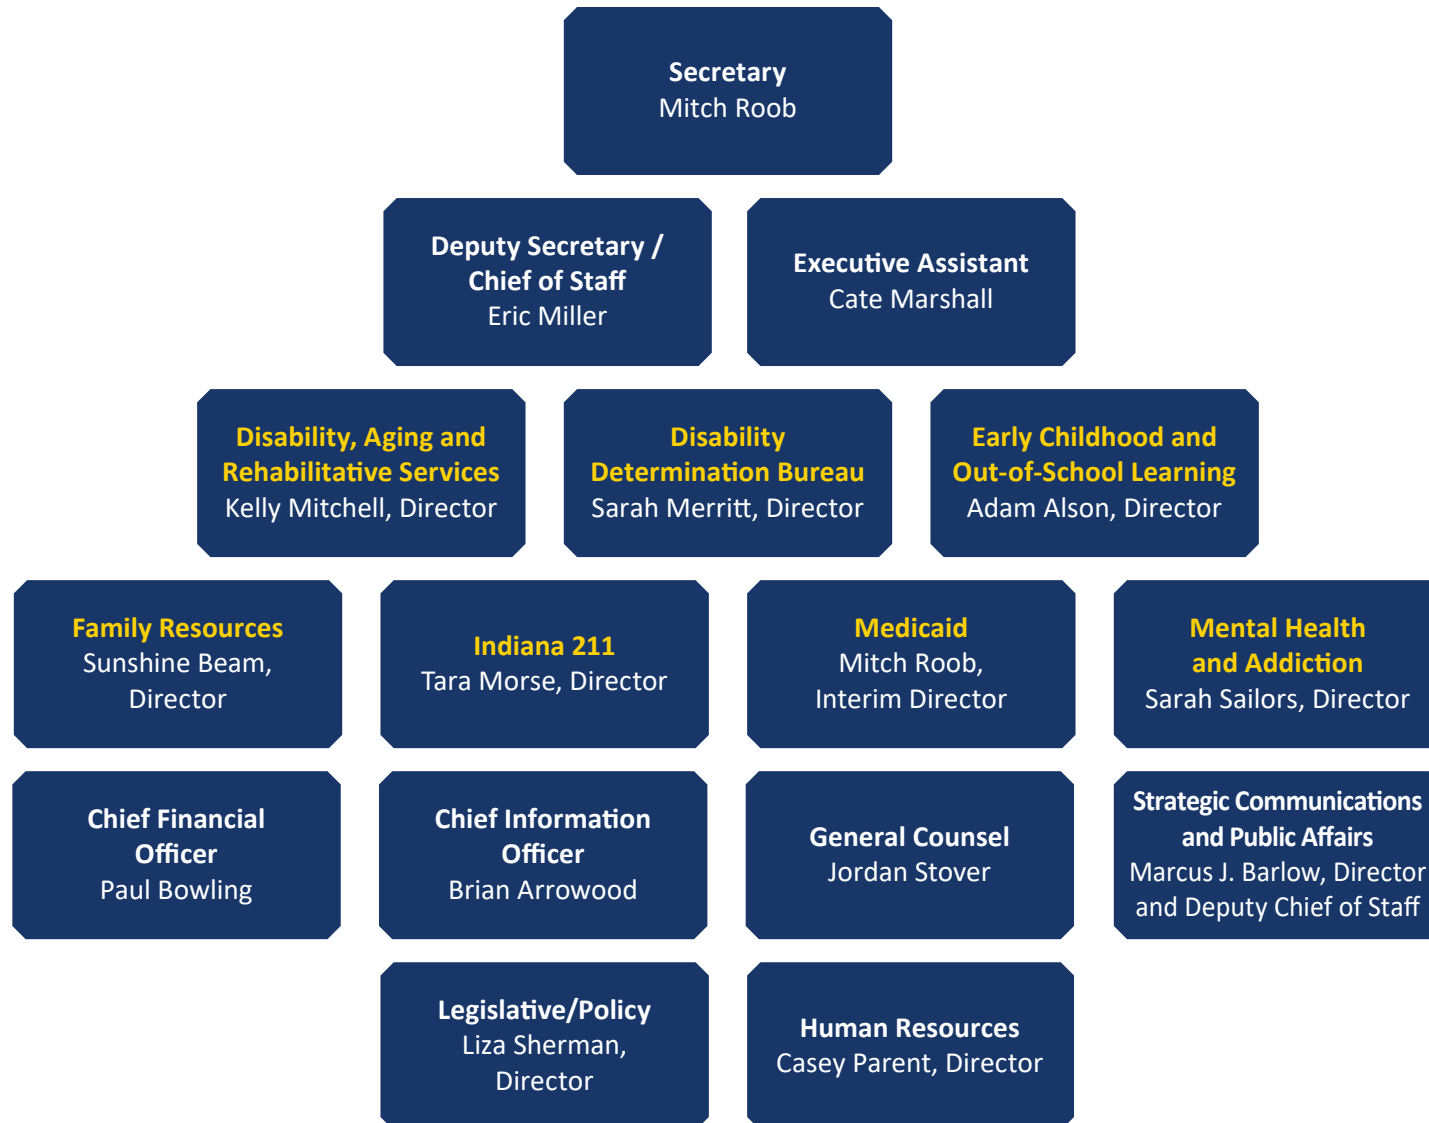 Secretary
Mitch Roob
Deputy Secretary /
Chief of Staff
Eric Miller
Executive Assistant
Cate Marshall
Disability, Aging and
Rehabilitative Services
Kelly Mitchell, Director
Disability
Determination Bureau
Sarah Merritt, Director
Early Childhood and
Out-of-School Learning
Adam Alson, Director
Family Resources
Sunshine Beam,
Director
Indiana 211
Tara Morse, Director
Medicaid
Mitch Roob,
Interim Director
Mental Health
and Addiction
Sarah Sailors, Director
Chief Financial
Officer
Paul Bowling
Chief Information
Officer
Brian Arrowood
General Counsel
Jordan Stover
Strategic Communications
and Public Affairs
Marcus J. Barlow, Director
and Deputy Chief of Staff
Legislative/Policy
Liza Sherman,
Director
Human Resources
Casey Parent, Director